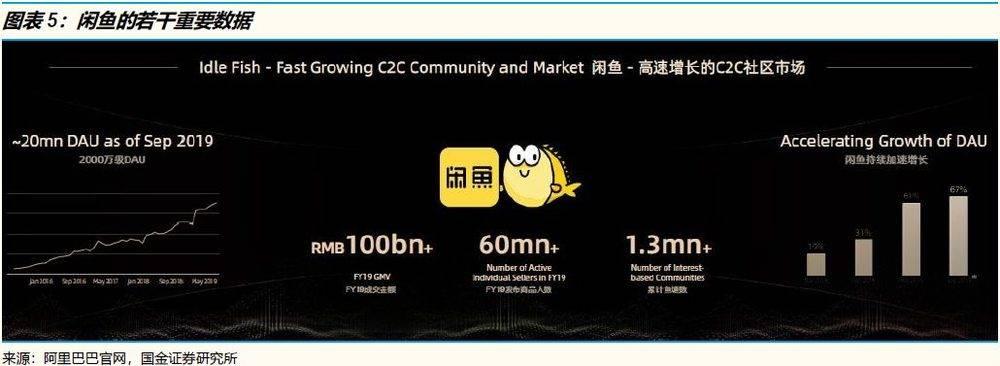 图表 5：闲鱼的若干重要数据
Idle Fish - Fast Growing C2C Community and Market 闲鱼 - 高速增长的C2C社区市场
~20mn DAU as of Sep 2019
2000万级DAU
Jan 2016 Sep 2016 May 2017 Jan 2018 Sep 2018 May 2019
闲鱼
RMB100bn+
FY19 GMV
FY19成交金额
60mn+
Number of Active
Individual Sellers in FY19
FY19发布商品人数
1.3mn+
Number of Interest-
based Communities
累计鱼塘数
Accelerating Growth of DAU
闲鱼持续加速增长
31%
61%
67%
来源：阿里巴巴官网，国金证券研究所